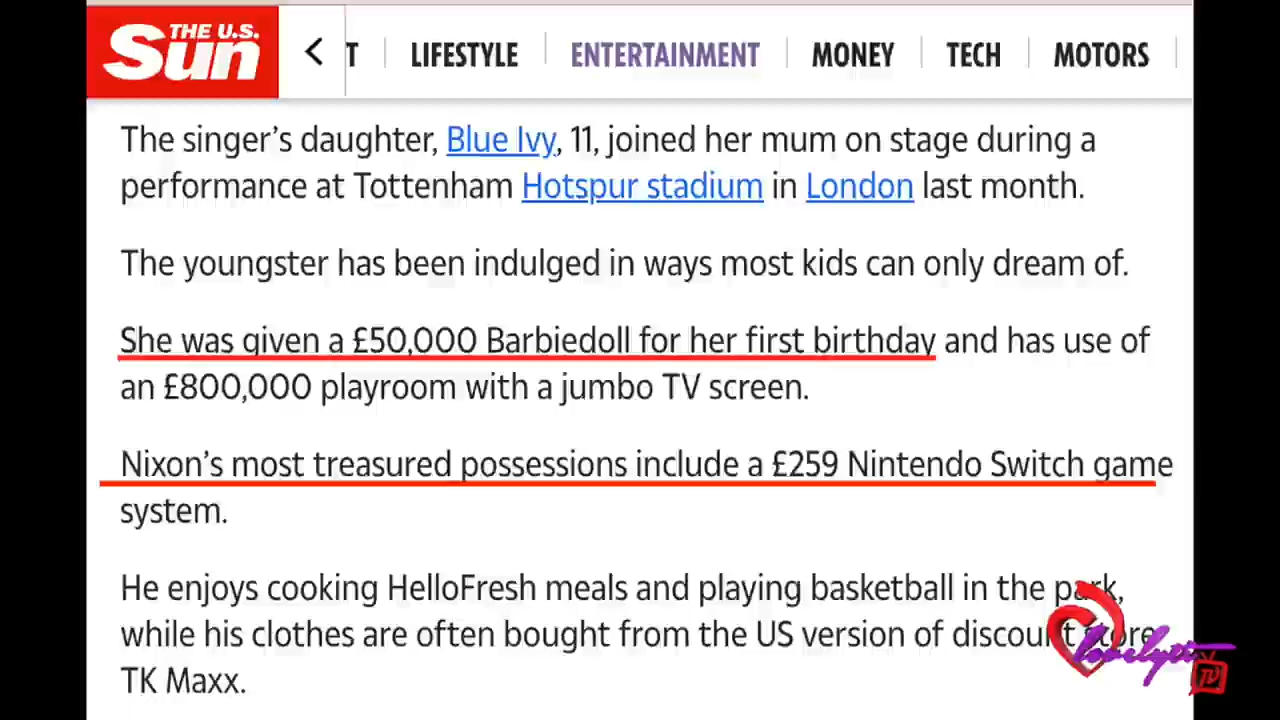 THE U.S.
Sun
T LIFESTYLE ENTERTAINMENT MONEY TECH MOTORS
The singer's daughter, Blue Ivy, 11, joined her mum on stage during a
performance at Tottenham Hotspur stadium in London last month.
The youngster has been indulged in ways most kids can only dream of.
She was given a £50,000 Barbiedoll for her first birthday and has use of
an £800,000 playroom with a jumbo TV screen.
Nixon's most treasured possessions include a £259 Nintendo Switch game
system.
He enjoys cooking HelloFresh meals and playing basketball in the park,
while his clothes are often bought from the US version of discount store
TK Maxx.
lovelyti
TV